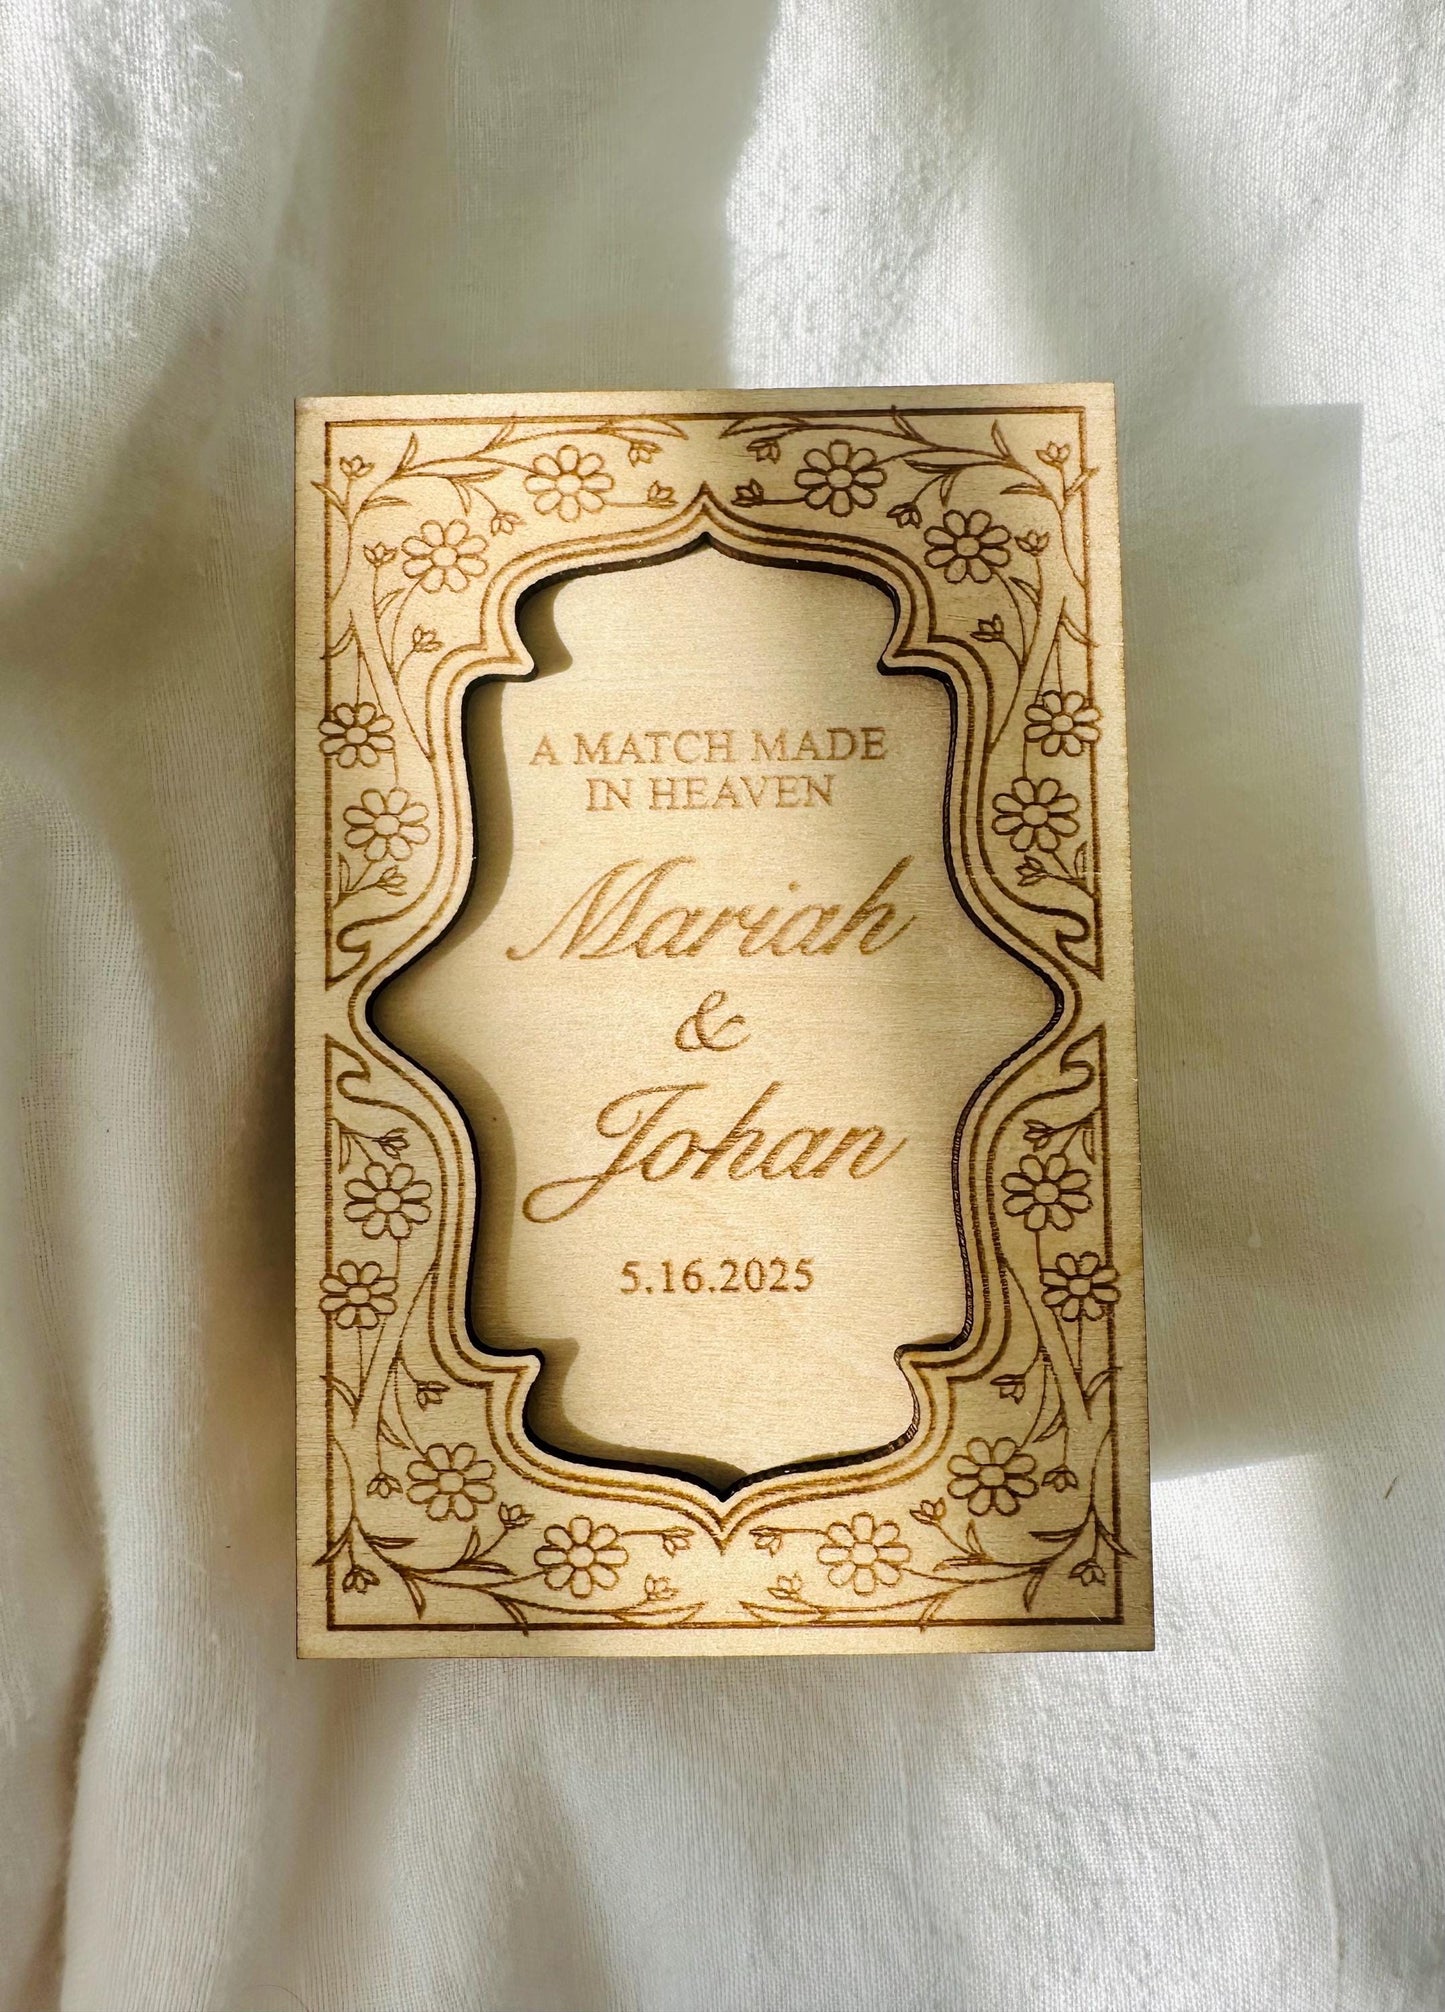 A MATCH MADE
IN HEAVEN
Mariah
&
Johan
5.16.2025